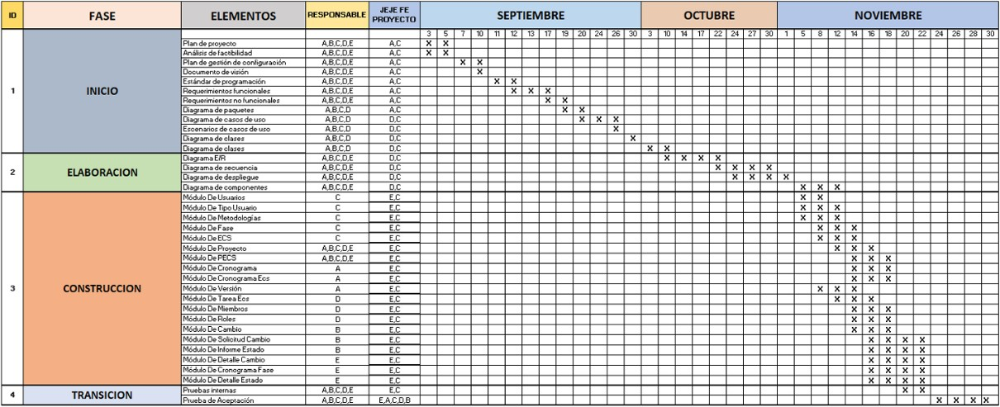 ID FASE ELEMENTOS RESPONSABLE JEJE FE PROYECTO SEPTIEMBRE OCTUBRE NOVIEMBRE
3 5 7 10 11 12 13 17 19 20 24 26 30 3 10 14 17 22 24 27 30 1 5 8 12 14 16 18 20 22 24 26 28 30
1 INICIO
Plan de proyecto A,B,C,D,E A,C X X
Análisis de factibilidad A,B,C,D,E A,C X X
Plan de gestión de configuración A,B,C,D,E A,C X X
Documento de visión A,B,C,D,E A,C X
Estándar de programación A,B,C,D,E A,C X X
Requerimientos funcionales A,B,C,D,E A,C X X X
Requerimientos no funcionales A,B,C,D,E A,C X X
Diagrama de paquetes A,B,C,D A,C X X
Diagrama de casos de uso A,B,C,D D,C X X X
Escenarios de casos de uso A,B,C,D D,C X
Diagrama de clases A,B,C,D D,C X
Diagrama de clases A,B,C,D D,C X X
2 ELABORACION
Diagrama E/R A,B,C,D,E D,C X X X X
Diagrama de secuencia A,B,C,D,E D,C X X X X
Diagrama de despliegue A,B,C,D,E D,C X X X X
Diagrama de componentes A,B,C,D,E D,C X X X
3 CONSTRUCCION
Módulo De Usuarios C E,C X X
Módulo De Tipo Usuario C E,C X X X
Módulo De Metodologías C E,C X X X
Módulo De Fase C E,C X X X
Módulo De ECS C E,C X X X
Módulo De Proyecto A,B,C,D,E E,C X X X
Módulo De PECS A,B,C,D,E E,C X X X
Módulo De Cronograma A E,C X X X
Módulo De Cronograma Ecs A E,C X X X
Módulo De Versión A E,C X X X
Módulo De Tarea Ecs D E,C X X X
Módulo De Miembros D E,C X X X
Módulo De Roles D E,C X X X
Módulo De Cambio B E,C X X X
Módulo De Solicitud Cambio B E,C X X X X
Módulo De Informe Estado B E,C X X X X
Módulo De Detalle Cambio E E,C X X X X
Módulo De Cronograma Fase E E,C X X X X
Módulo De Detalle Estado E E,C X X X X
4 TRANSICION
Pruebas internas A,B,C,D,E E,C X X
Prueba de Aceptación A,B,C,D,E E,A,C,D,B X X X X